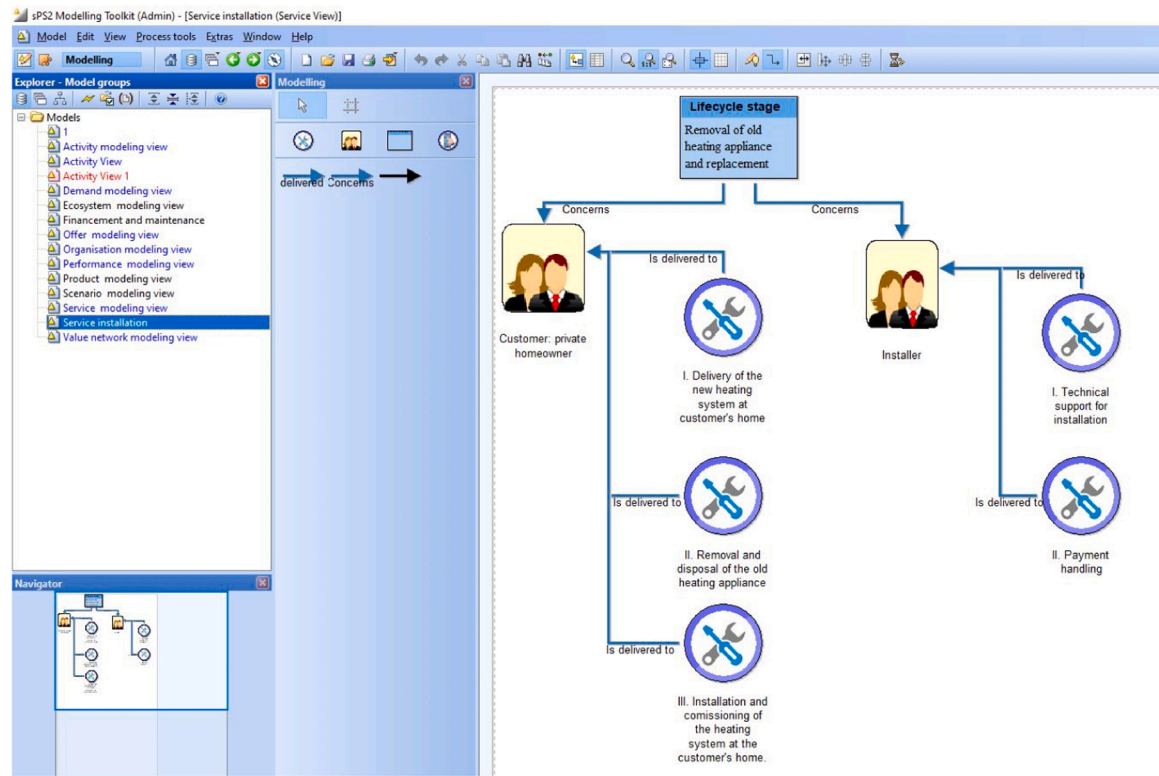 sPS2 Modelling Toolkit (Admin) - [Service installation (Service View)]
Model Edit View Process tools Extras Window Help
Modelling
Explorer - Model groups
Models
1
Activity modeling view
Activity View
Activity View 1
Demand modeling view
Ecosystem modeling view
Financement and maintenance
Offer modeling view
Organisation modeling view
Performance modeling view
Product modeling view
Scenario modeling view
Service modeling view
Service installation
Value network modeling view
Navigator
Modelling
delivered Concerns
Lifecycle stage
Removal of old
heating appliance
and replacement
Concerns
Concerns
Customer: private
homeowner
Is delivered to
I. Delivery of the
new heating
system at
customer's home
Is delivered to
II. Removal and
disposal of the old
heating appliance
Is delivered to
III. Installation and
comissioning of
the heating
system at the
customer's home.
Installer
Is delivered to
I. Technical
support for
installation
Is delivered to
II. Payment
handling